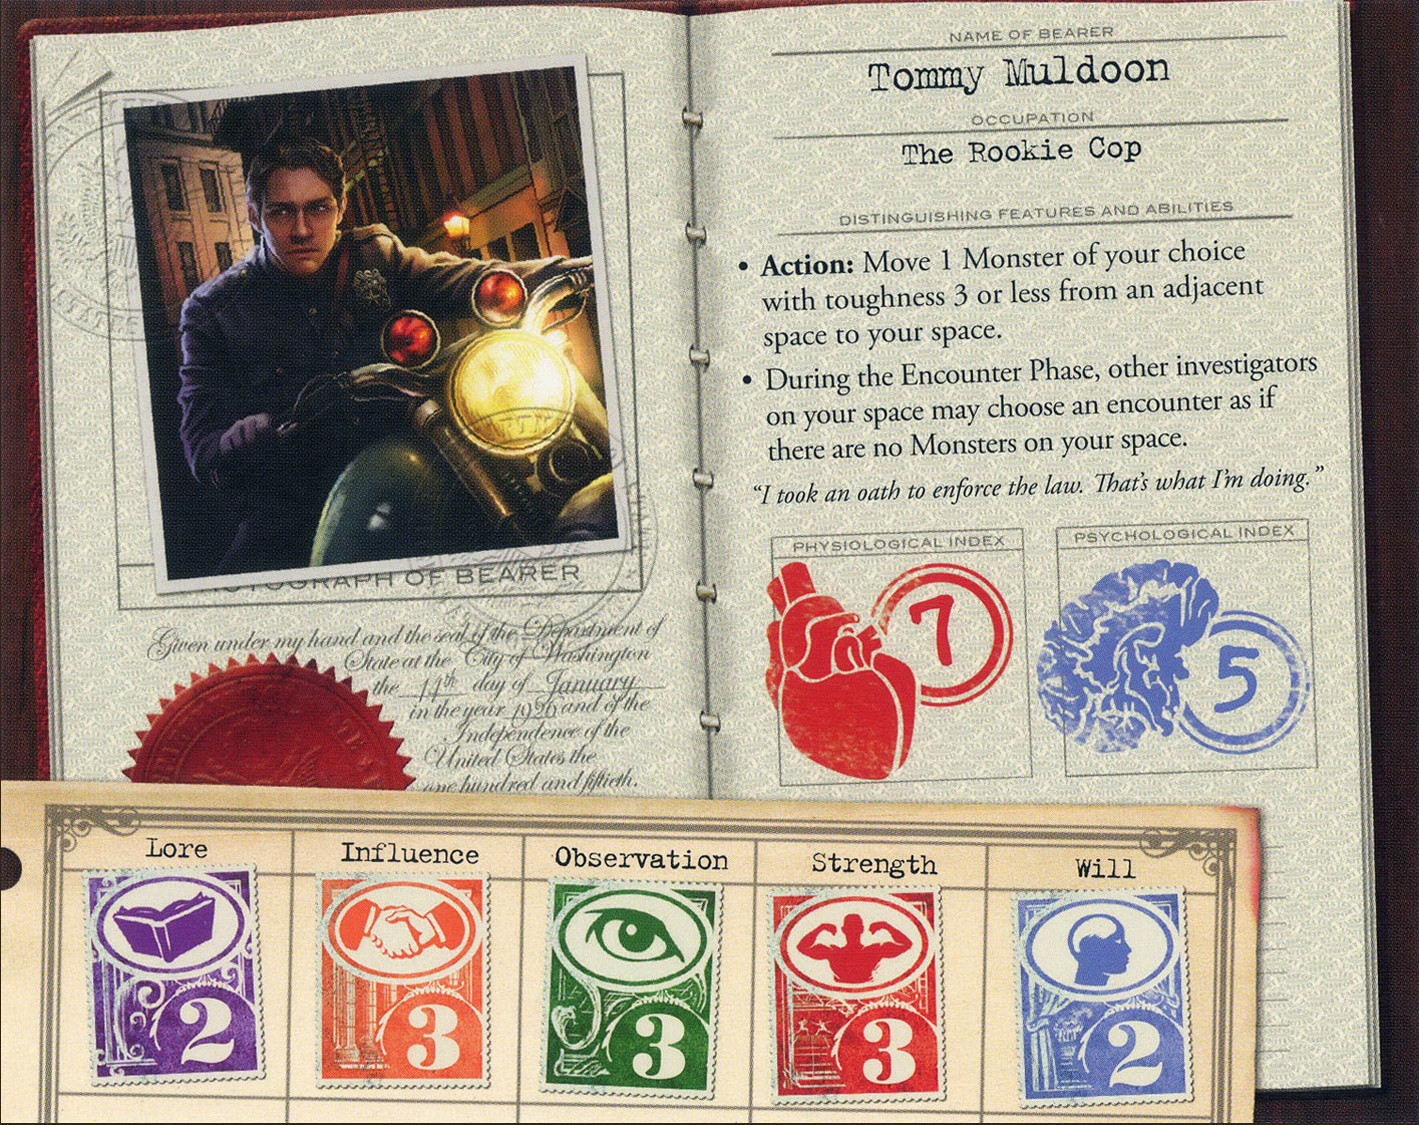 NAME OF BEARER
Tommy Muldoon
OCCUPATION
The Rookie Cop
DISTINGUISHING FEATURES AND ABILITIES
• Action: Move 1 Monster of your choice
with toughness 3 or less from an adjacent
space to your space.
• During the Encounter Phase, other investigators
on your space may choose an encounter as if
there are no Monsters on your space.
“I took an oath to enforce the law. That’s what I’m doing.”
PHYSIOLOGICAL INDEX
7
PSYCHOLOGICAL INDEX
5
OF BEARER
Given under my hand and the seal of the Department of
State at the City of Washington
the 14th day of January
in the year 1926 and of the
Independence of the
United States the
one hundred and fiftieth.
Lore
Influence
Observation
Strength
Will
2
3
3
3
2